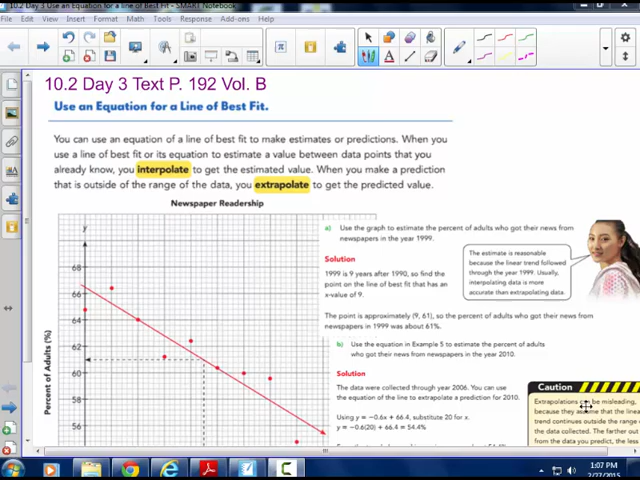 10.2 Day 3 Use an Equation for a Line of Best Fit - SMART Notebook
File Edit View Insert Format Math Tools Response Add-ons Help
10.2 Day 3 Text P. 192 Vol. B
Use an Equation for a Line of Best Fit.
You can use an equation of a line of best fit to make estimates or predictions. When you
use a line of best fit or its equation to estimate a value between data points that you
already know, you interpolate to get the estimated value. When you make a prediction
that is outside of the range of the data, you extrapolate to get the predicted value.
Newspaper Readership
y
68
66
64
62
60
58
56
Percent of Adults (%)
a) Use the graph to estimate the percent of adults who got their news from
newspapers in the year 1999.
Solution
1999 is 9 years after 1990, so find the
point on the line of best fit that has an
x-value of 9.
The estimate is reasonable
because the linear trend followed
through the year 1999. Usually,
interpolating data is more
accurate than extrapolating data.
The point is approximately (9, 61), so the percent of adults who got their news from
newspapers in 1999 was about 61%.
b) Use the equation in Example 5 to estimate the percent of adults
who got their news from newspapers in the year 2010.
Solution
The data were collected through year 2006. You can use
the equation of the line to extrapolate a prediction for 2010.
Using y = -0.6x + 66.4, substitute 20 for x.
y = -0.6(20) + 66.4 = 54.4%
Caution
Extrapolations can be misleading,
because they assume that the linea
trend continues outside the range o
the data collected. The farther out
from the data you predict, the less
1:07 PM
2/27/2015